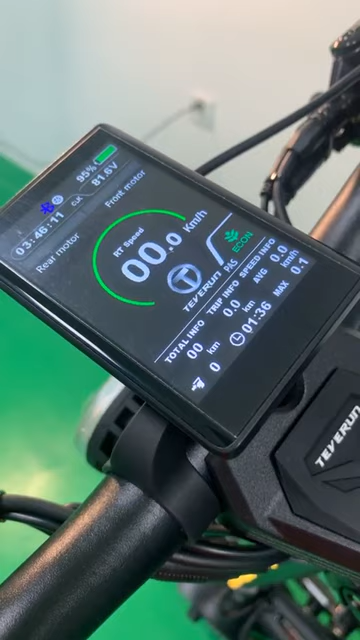 95%
03:46:11 C.K 81.6V
Rear motor Front motor
RT Speed
00.0 Km/h
TEVERUN
PAS ECON
TOTAL INFO TRIP INFO SPEED INFO
00 km 0.0 km AVG 0.0 km/h
0 01:36 MAX 0.1
TEVERUN